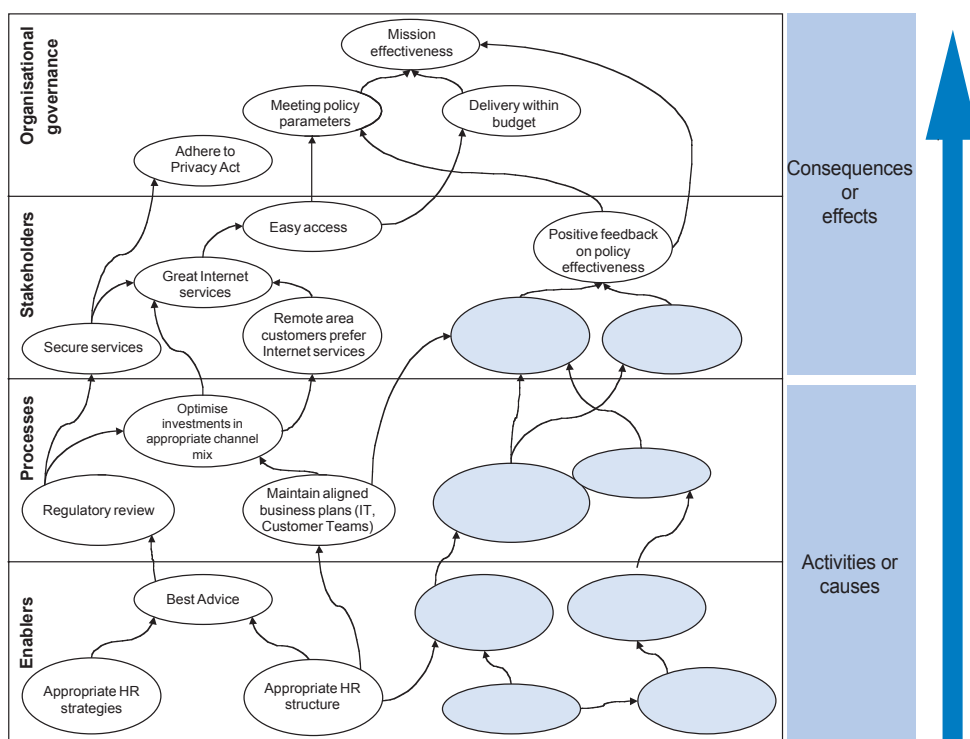 Organisational
governance
Mission
effectiveness
Meeting policy
parameters
Delivery within
budget
Adhere to
Privacy Act
Stakeholders
Easy access
Positive feedback
on policy
effectiveness
Great Internet
services
Remote area
customers prefer
Internet services
Secure services
Processes
Optimise
investments in
appropriate channel
mix
Regulatory review
Maintain aligned
business plans (IT,
Customer Teams)
Enablers
Best Advice
Appropriate HR
strategies
Appropriate HR
structure
Consequences
or
effects
Activities or
causes